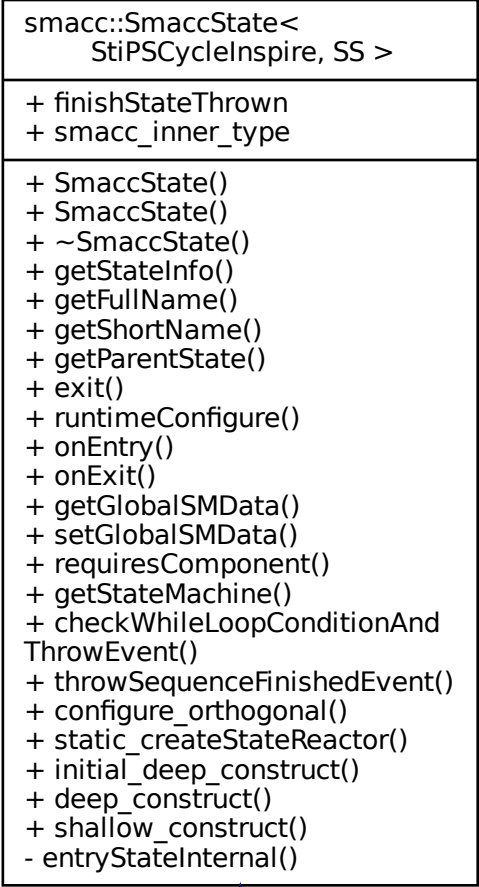 smacc::SmaccState<
StiPSCycleInspire, SS >
+ finishStateThrown
+ smacc_inner_type
+ SmaccState()
+ SmaccState()
+ ~SmaccState()
+ getStateInfo()
+ getFullName()
+ getShortName()
+ getParentState()
+ exit()
+ runtimeConfigure()
+ onEntry()
+ onExit()
+ getGlobalSMData()
+ setGlobalSMData()
+ requiresComponent()
+ getStateMachine()
+ checkWhileLoopConditionAnd
ThrowEvent()
+ throwSequenceFinishedEvent()
+ configure_orthogonal()
+ static_createStateReactor()
+ initial_deep_construct()
+ deep_construct()
+ shallow_construct()
- entryStateInternal()